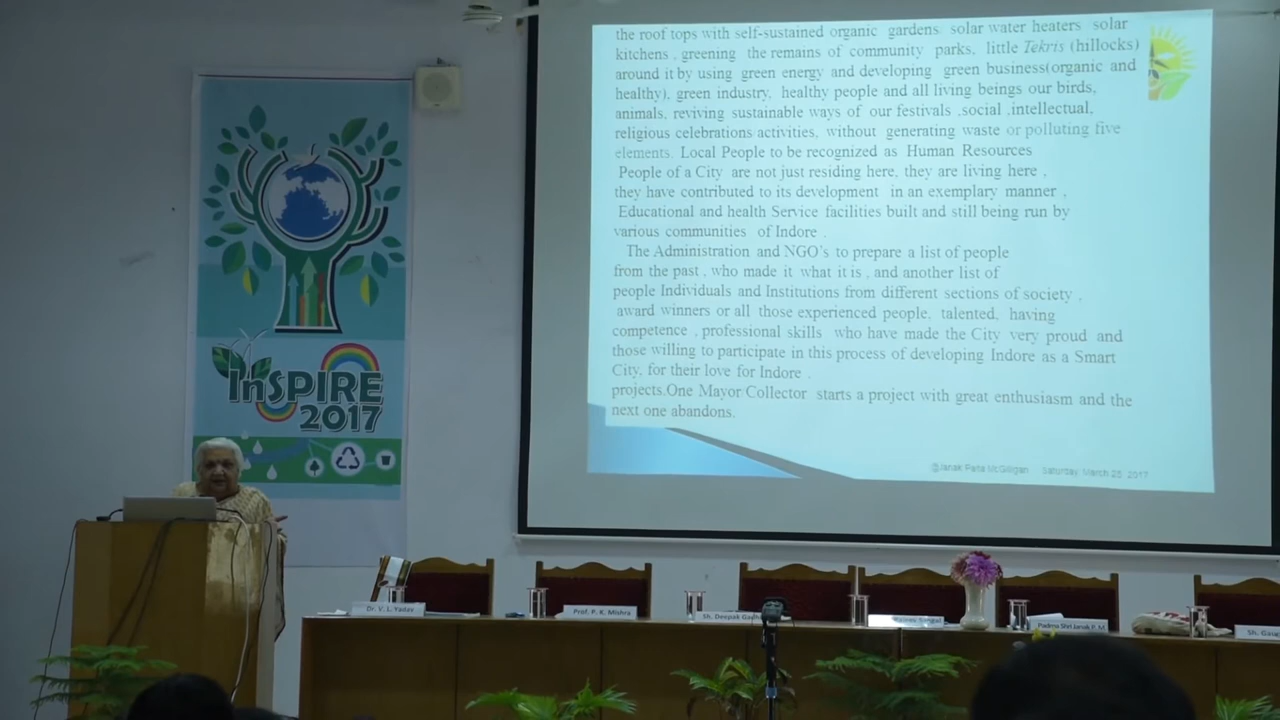 the roof tops with self-sustained organic gardens, solar water heaters solar
kitchens , greening the remains of community parks, little Tekris (hillocks)
around it by using green energy and developing green business(organic and
healthy), green industry, healthy people and all living beings our birds,
animals, reviving sustainable ways of our festivals ,social ,intellectual,
religious celebrations activities, without generating waste or polluting five
elements. Local People to be recognized as Human Resources
People of a City are not just residing here, they are living here ,
they have contributed to its development in an exemplary manner ,
Educational and health Service facilities built and still being run by
various communities of Indore .
The Administration and NGO's to prepare a list of people
from the past , who made it what it is , and another list of
people Individuals and Institutions from different sections of society ,
award winners or all those experienced people, talented, having
competence , professional skills who have made the City very proud and
those willing to participate in this process of developing Indore as a Smart
City, for their love for Indore .
projects.One Mayor/Collector starts a project with great enthusiasm and the
next one abandons.
@Janak Palta McGilligan Saturday, March 25, 2017
InSPIRE
2017
Dr. V. L. Yadav
Prof. P. K. Mishra
Sh. Deepak
Padma Shri Janak P. M.
Sh.